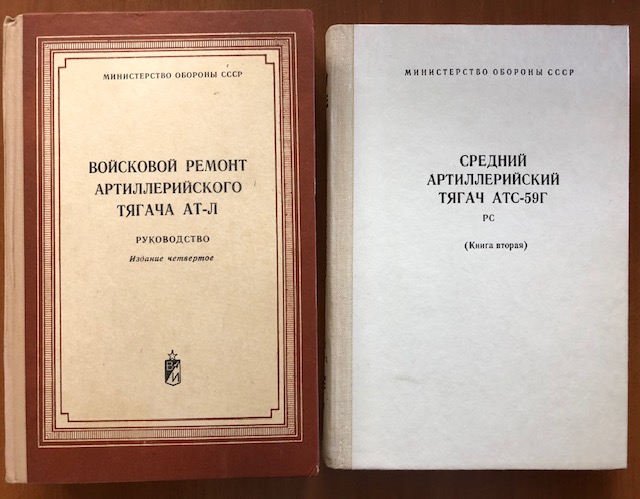 МИНИСТЕРСТВО ОБОРОНЫ СССР
ВОЙСКОВОЙ РЕМОНТ
АРТИЛЛЕРИЙСКОГО
ТЯГАЧА АТ-Л
РУКОВОДСТВО
Издание четвертое
МИНИСТЕРСТВО ОБОРОНЫ СССР
СРЕДНИЙ
АРТИЛЛЕРИЙСКИЙ
ТЯГАЧ АТС-59Г
РС
(Книга вторая)